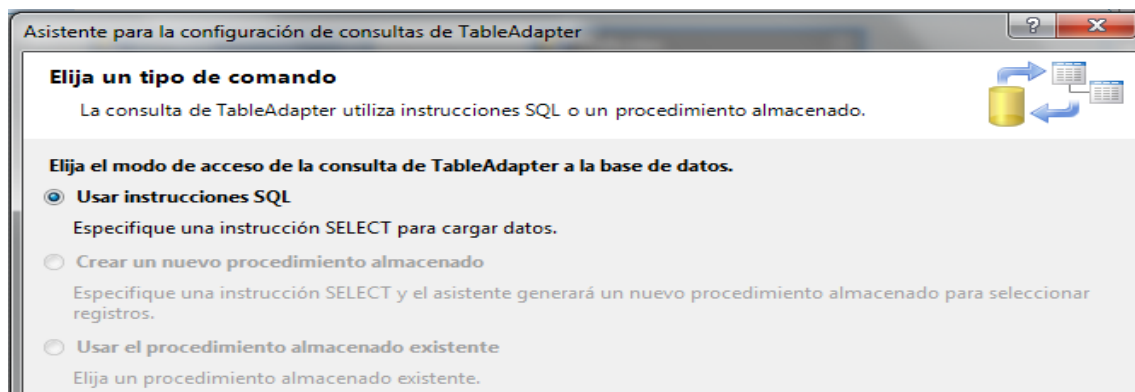 Asistente para la configuración de consultas de TableAdapter
?
X
Elija un tipo de comando
La consulta de TableAdapter utiliza instrucciones SQL o un procedimiento almacenado.
Elija el modo de acceso de la consulta de TableAdapter a la base de datos.
Usar instrucciones SQL
Especifique una instrucción SELECT para cargar datos.
Crear un nuevo procedimiento almacenado
Especifique una instrucción SELECT y el asistente generará un nuevo procedimiento almacenado para seleccionar
registros.
Usar el procedimiento almacenado existente
Elija un procedimiento almacenado existente.